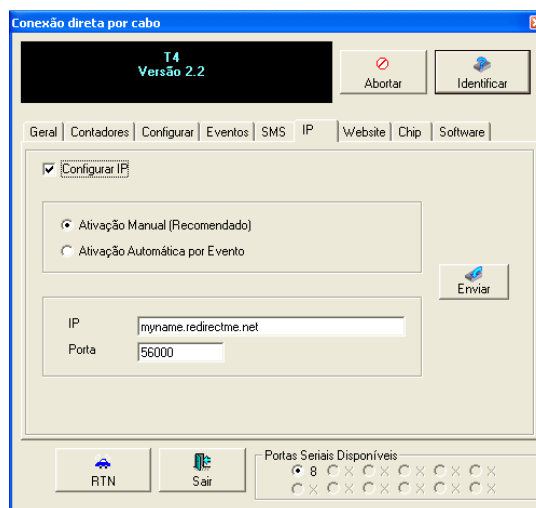 Conexão direta por cabo
T4
Versão 2.2
Abortar
Identificar
Geral Contadores Configurar Eventos SMS IP Website Chip Software
Configurar IP
Ativação Manual (Recomendado)
Ativação Automática por Evento
Enviar
IP myname.redirectme.net
Porta 56000
RTN
Sair
Portas Seriais Disponíveis
8 X X X X X
X X X X X X